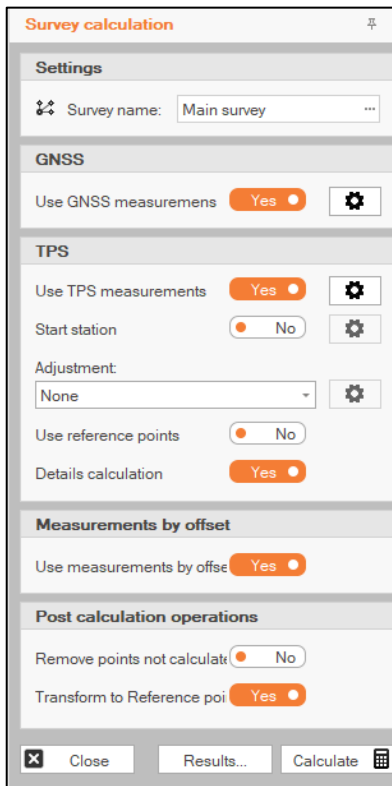 Survey calculation
Settings
Survey name: Main survey ...
GNSS
Use GNSS measuremens Yes
TPS
Use TPS measurements Yes
Start station No
Adjustment:
None
Use reference points No
Details calculation Yes
Measurements by offset
Use measurements by offse Yes
Post calculation operations
Remove points not calculate No
Transform to Reference poi Yes
Close Results... Calculate